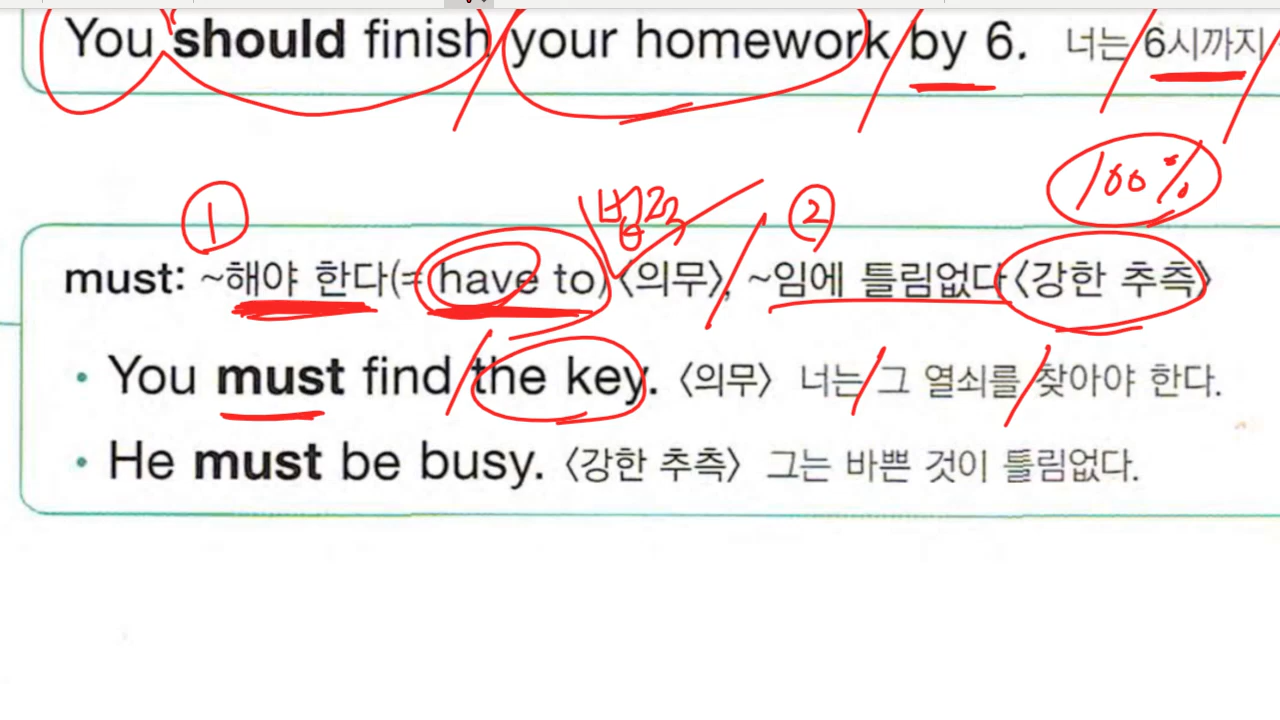 You should finish your homework by 6. 너는 6시까지
100%
① ②
must: ~해야 한다(= have to)〈의무〉, ~임에 틀림없다〈강한 추측〉
• You must find the key. 〈의무〉 너는 그 열쇠를 찾아야 한다.
• He must be busy. 〈강한 추측〉 그는 바쁜 것이 틀림없다.